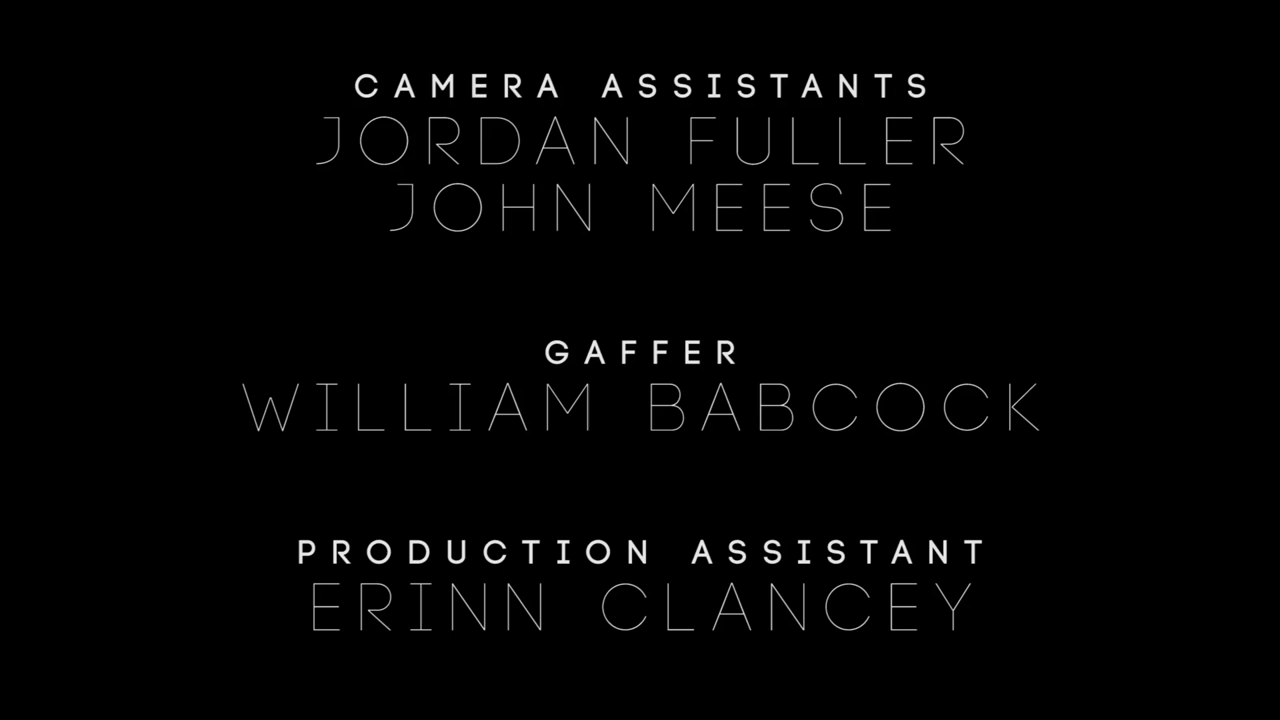 CAMERA ASSISTANTS
JORDAN FULLER
JOHN MEESE
GAFFER
WILLIAM BABCOCK
PRODUCTION ASSISTANT
ERINN CLANCEY